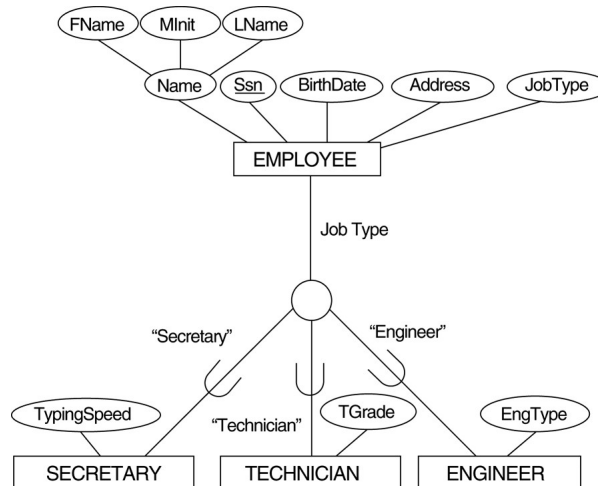 FName MInit LName
Name Ssn BirthDate Address JobType
EMPLOYEE
Job Type
“Secretary” “Engineer”
TypingSpeed “Technician” TGrade EngType
SECRETARY TECHNICIAN ENGINEER